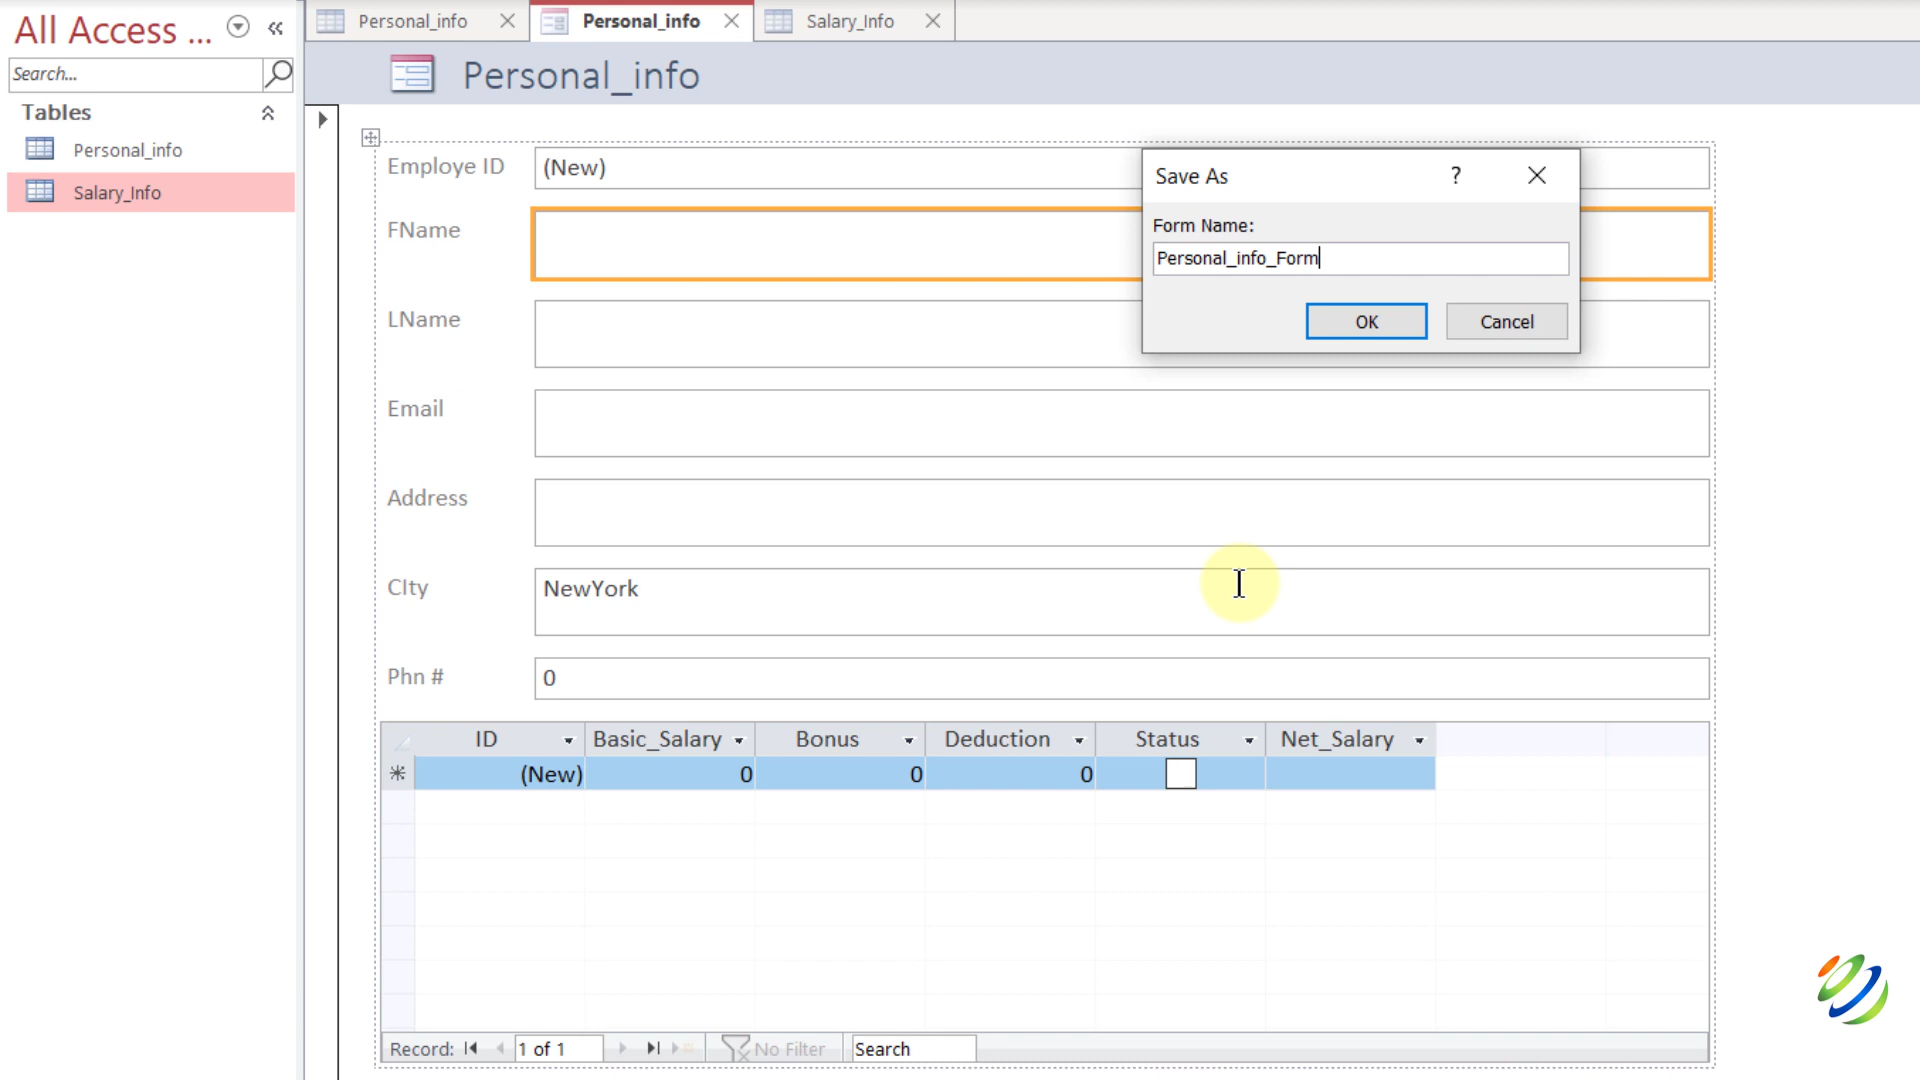 All Access ...
Search...
Tables
Personal_info
Salary_Info
Personal_info
Personal_info
Salary_Info
Personal_info
Employe ID
(New)
FName
LName
Email
Address
CIty
NewYork
Phn #
0
Save As
?
Form Name:
Personal_info_Form
OK
Cancel
ID Basic_Salary Bonus Deduction Status Net_Salary
(New) 0 0 0
Record: 1 of 1 No Filter Search